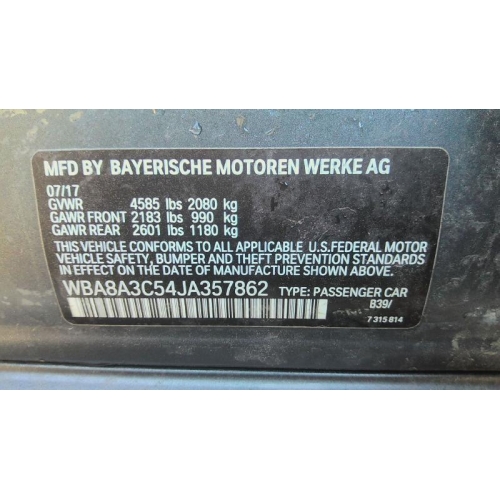 MFD BY BAYERISCHE MOTOREN WERKE AG
07/17
GVWR 4585 lbs 2080 kg
GAWR FRONT 2183 lbs 990 kg
GAWR REAR 2601 lbs 1180 kg
THIS VEHICLE CONFORMS TO ALL APPLICABLE U.S.FEDERAL MOTOR
VEHICLE SAFETY, BUMPER AND THEFT PREVENTION STANDARDS
IN EFFECT ON THE DATE OF MANUFACTURE SHOWN ABOVE.
WBA8A3C54JA357862 TYPE: PASSENGER CAR
B39/
7 315 814